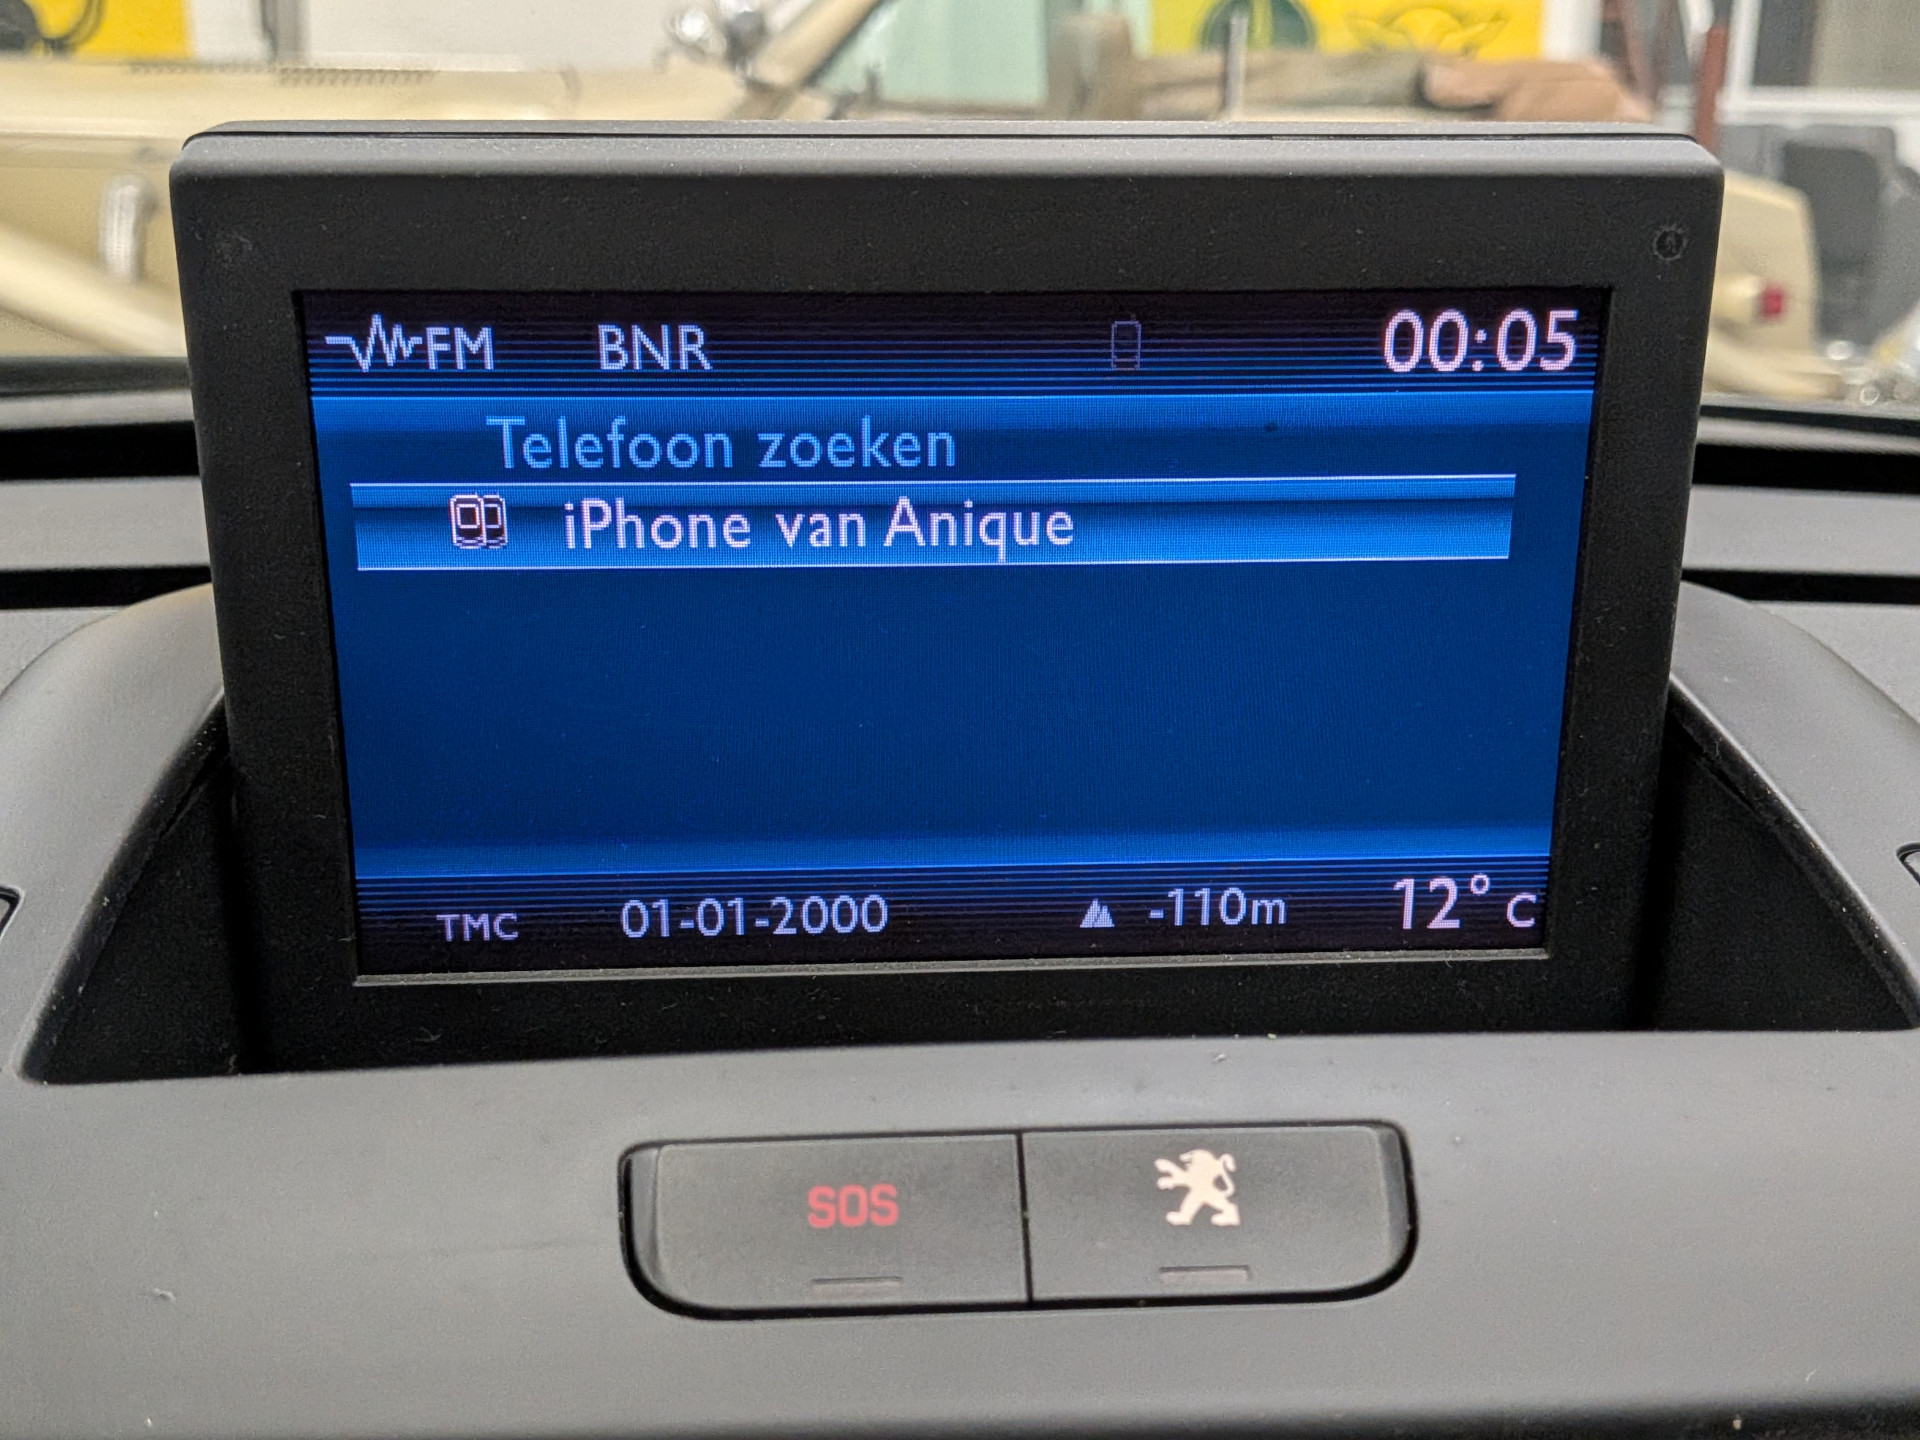 FM BNR 00:05
Telefoon zoeken
iPhone van Anique
TMC 01-01-2000 -110m 12° C
SOS